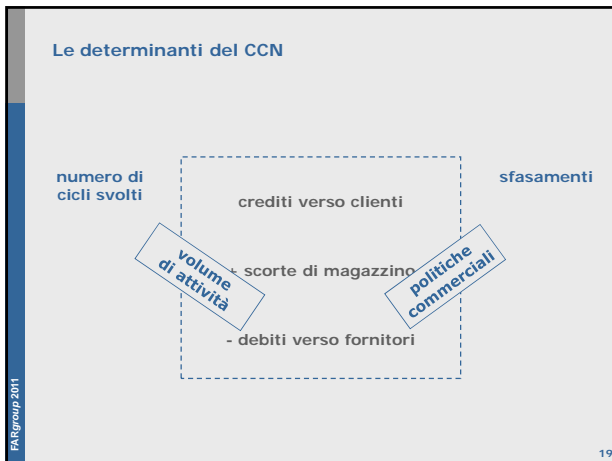 Le determinanti del CCN
numero di
cicli svolti
sfasamenti
crediti verso clienti
volume
di attività
+ scorte di magazzino
politiche
commerciali
- debiti verso fornitori
FARgroup 2011
19